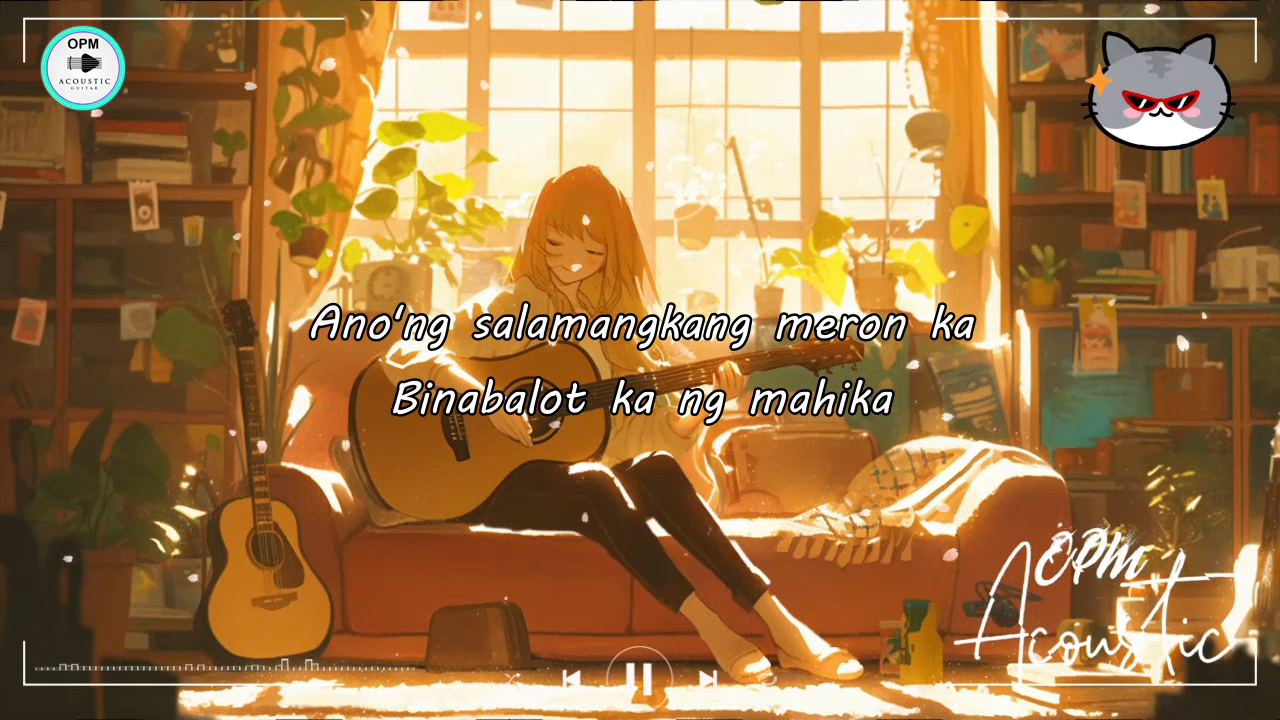 OPM
ACOUSTIC
GUITAR
Ano'ng salamangkang meron ka
Binabalot ka ng mahika
OPM
Acoustic